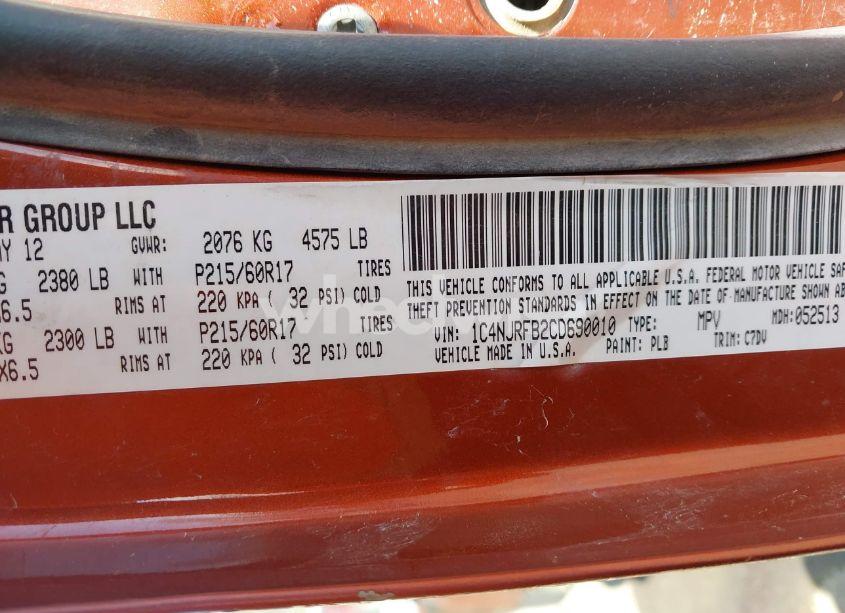 R GROUP LLC
Y 12 GVWR: 2076 KG 4575 LB
G 2380 LB WITH P215/60R17 TIRES
X6.5 RIMS AT 220 KPA ( 32 PSI) COLD
KG 2300 LB WITH P215/60R17 TIRES
X6.5 RIMS AT 220 KPA ( 32 PSI) COLD
THIS VEHICLE CONFORMS TO ALL APPLICABLE U.S.A. FEDERAL MOTOR VEHICLE SAF
THEFT PREVENTION STANDARDS IN EFFECT ON THE DATE OF MANUFACTURE SHOWN ABO
VIN: 1C4NJRFB2CD690010 TYPE: MPV MDH:052513
VEHICLE MADE IN U.S.A. PAINT: PLB TRIM: C7DV